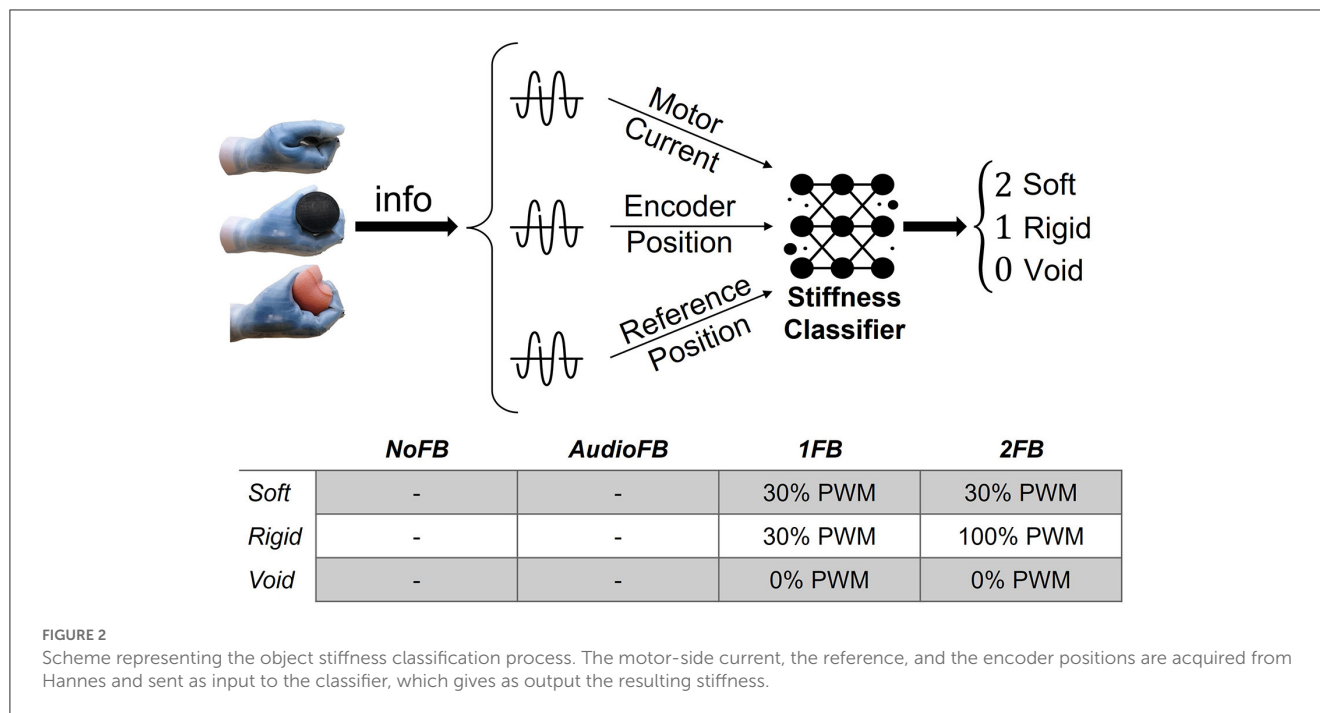 info
Motor
Current
Encoder
Position
Reference
Position
Stiffness
Classifier
2 Soft
1 Rigid
0 Void
NoFB AudioFB 1FB 2FB
Soft - - 30% PWM 30% PWM
Rigid - - 30% PWM 100% PWM
Void - - 0% PWM 0% PWM
FIGURE 2
Scheme representing the object stiffness classification process. The motor-side current, the reference, and the encoder positions are acquired from
Hannes and sent as input to the classifier, which gives as output the resulting stiffness.